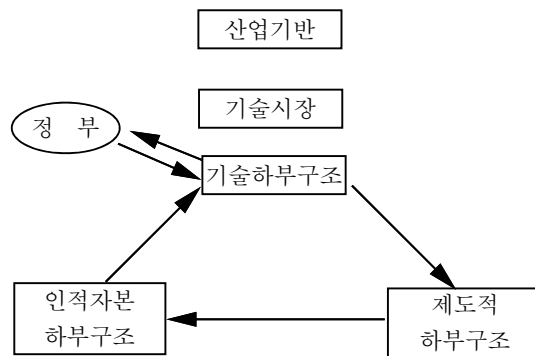 산업기반
기술시장
정 부
기술하부구조
인적자본
하부구조
제도적
하부구조